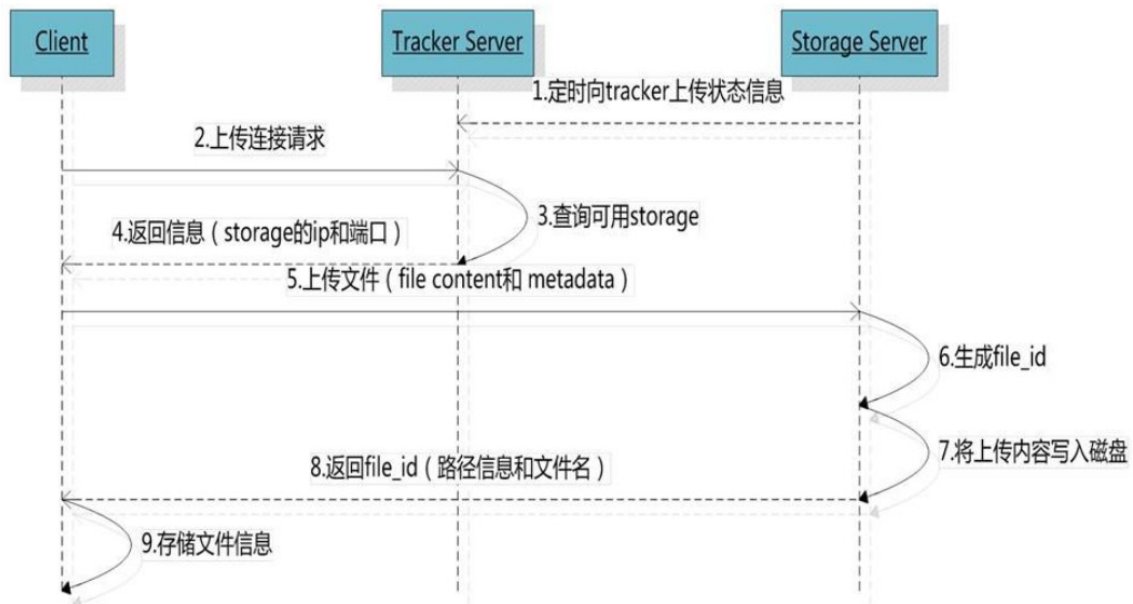 Client
Tracker Server
Storage Server
1.定时向tracker上传状态信息
2.上传连接请求
3.查询可用storage
4.返回信息（storage的ip和端口）
5.上传文件（file content和 metadata）
6.生成file_id
7.将上传内容写入磁盘
8.返回file_id（路径信息和文件名）
9.存储文件信息